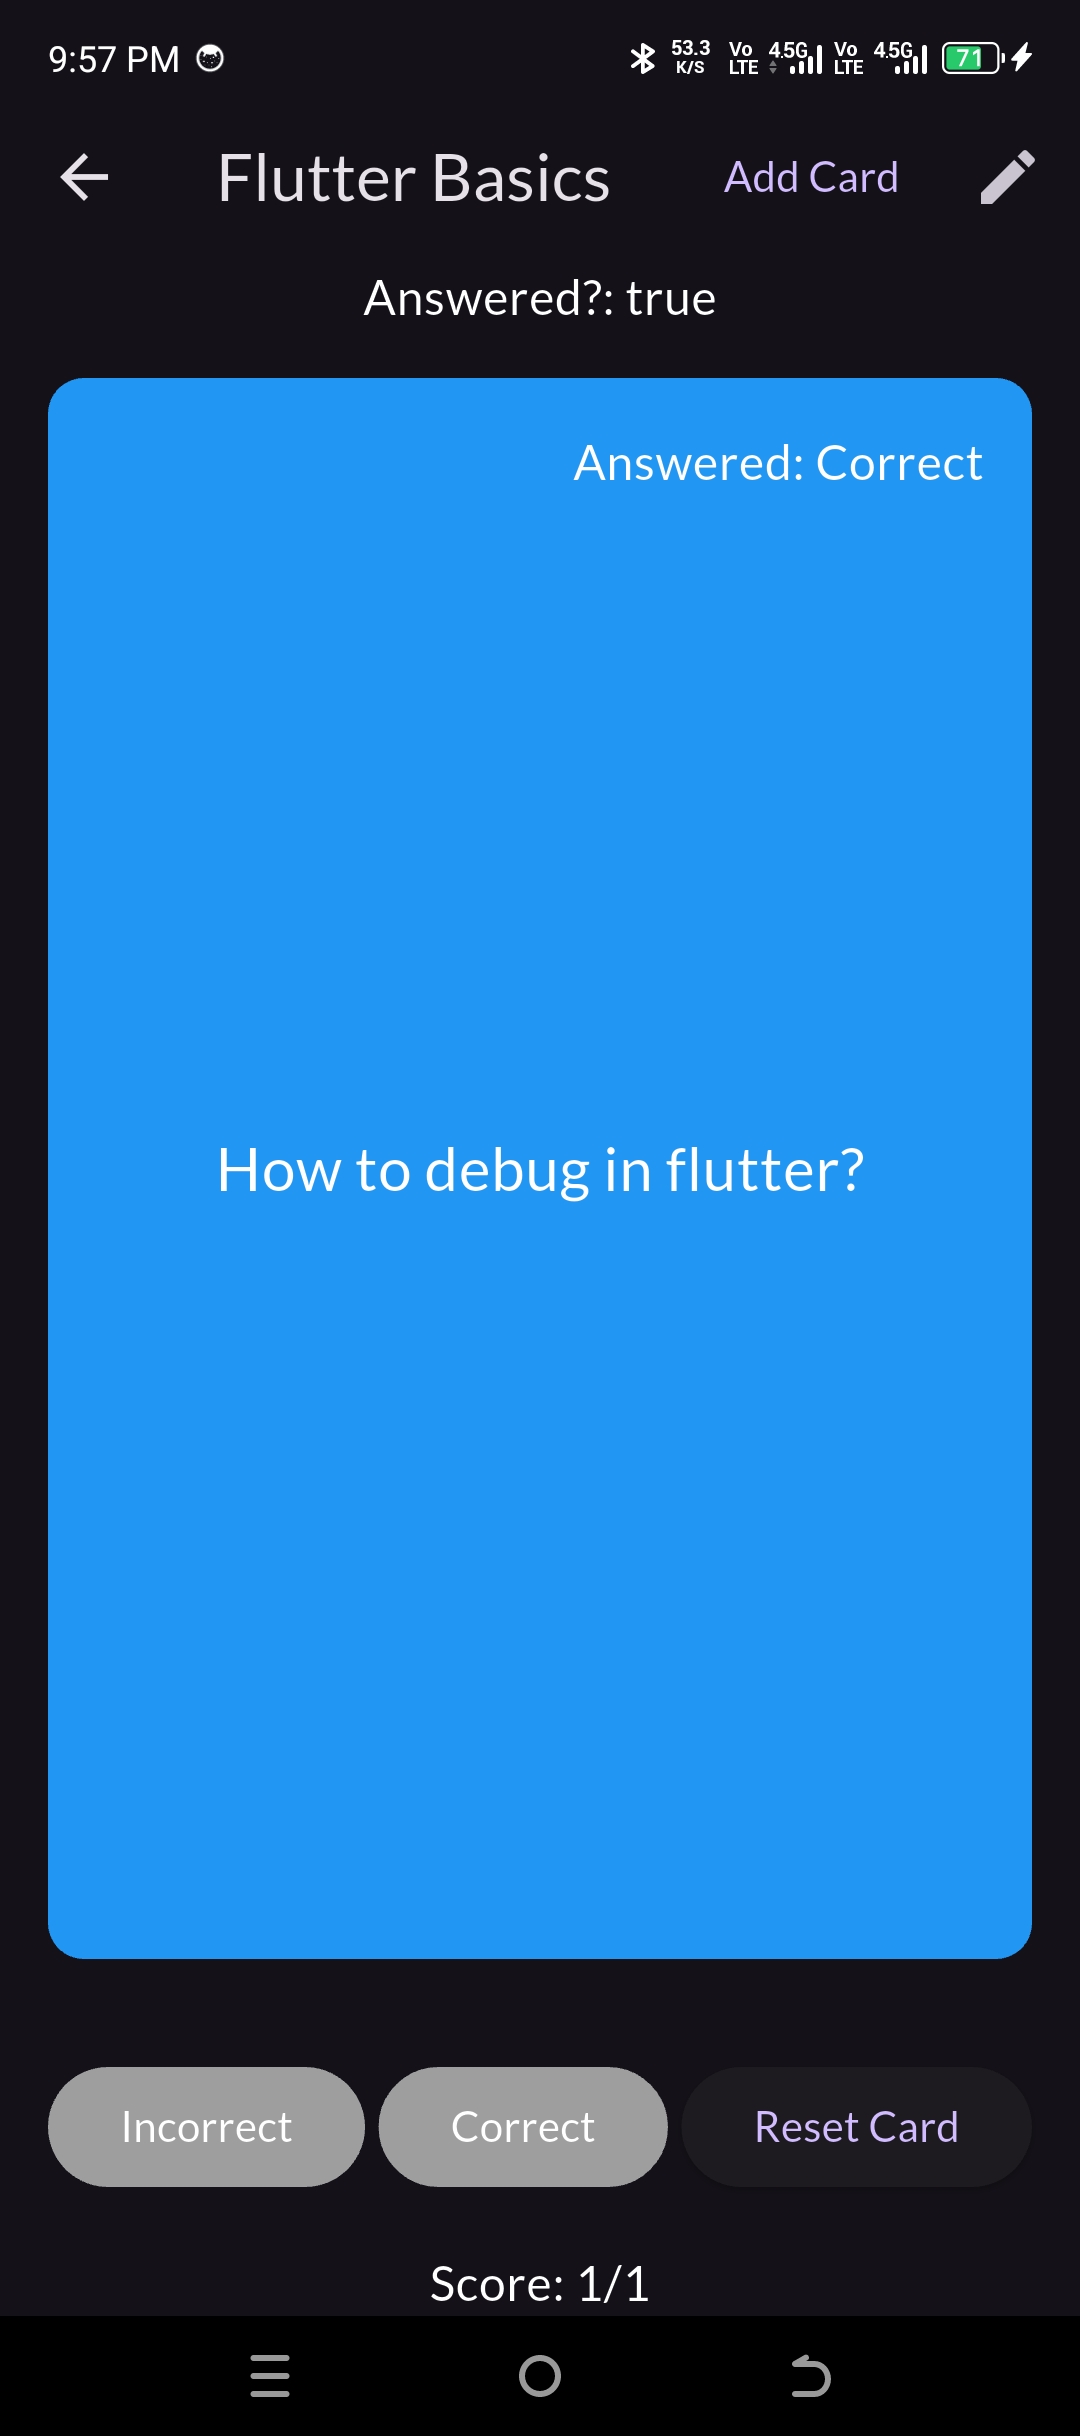 9:57 PM 53.3 K/S Vo LTE 4.5G Vo LTE 4.5G 71
Flutter Basics Add Card
Answered?: true
Answered: Correct
How to debug in flutter?
Incorrect Correct Reset Card
Score: 1/1